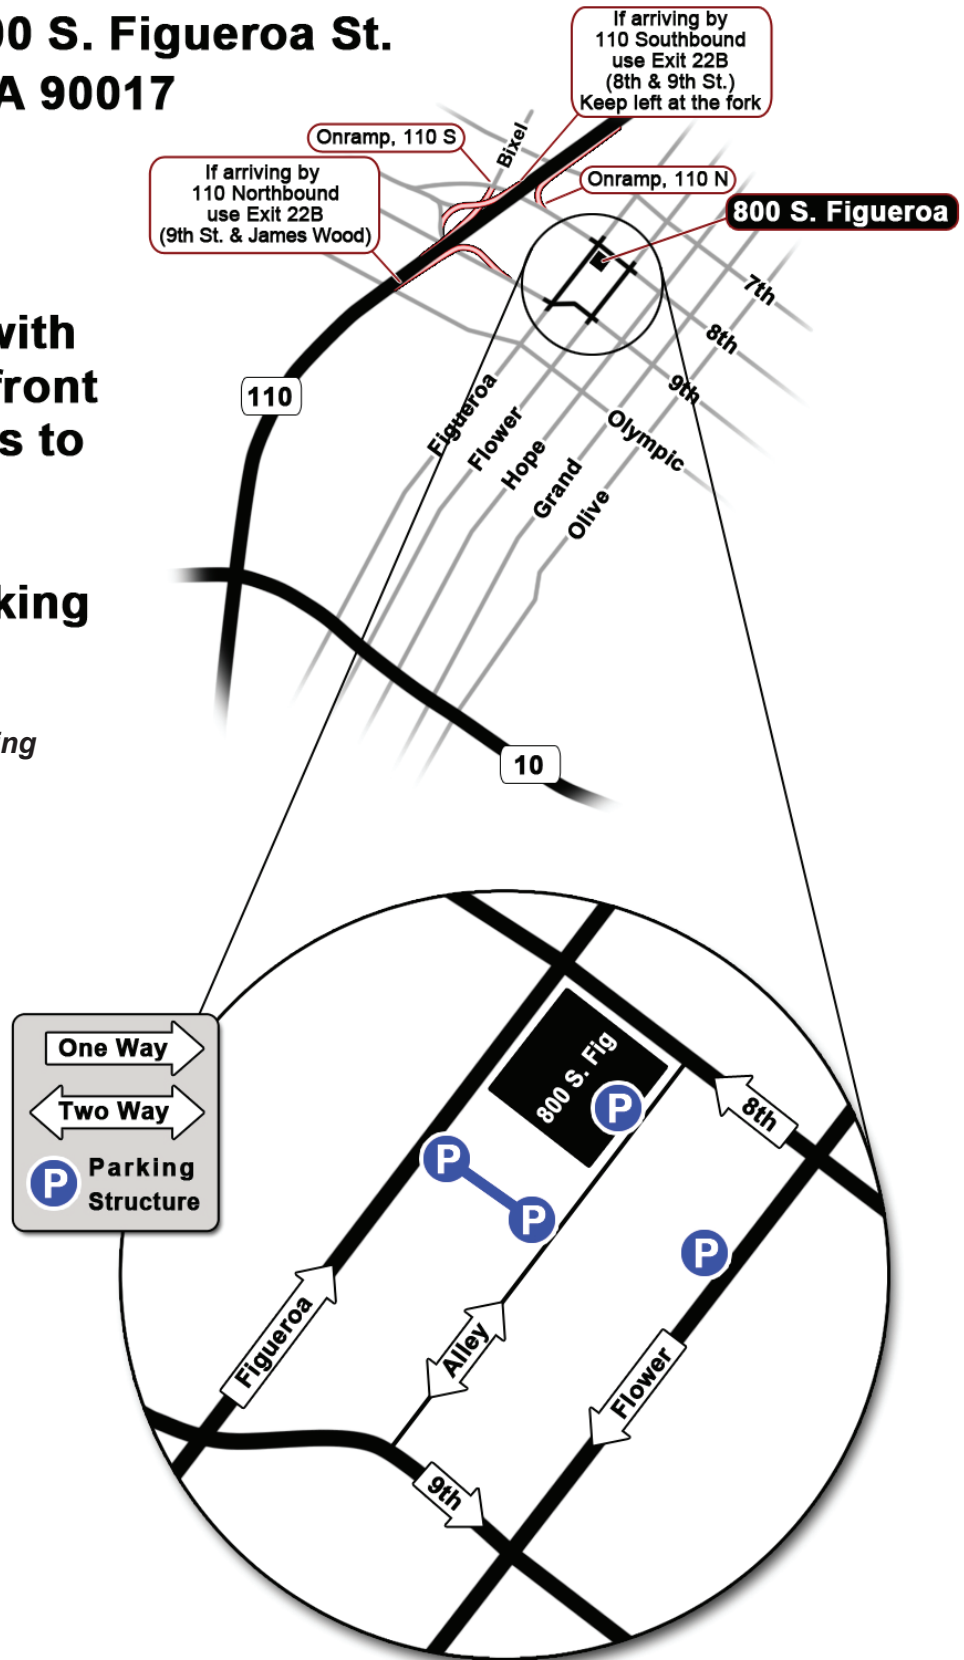 00 S. Figueroa St.
A 90017
If arriving by
110 Southbound
use Exit 22B
(8th & 9th St.)
Keep left at the fork
Onramp, 110 S
Bixel
If arriving by
110 Northbound
use Exit 22B
(9th St. & James Wood)
Onramp, 110 N
800 S. Figueroa
7th
8th
9th
Olympic
with
front
s to
110
Figueroa
Flower
Hope
Grand
Olive
king
ing
10
One Way
Two Way
P Parking
Structure
800 S. Fig
P
P
P
P
8th
Figueroa
Alley
Flower
9th